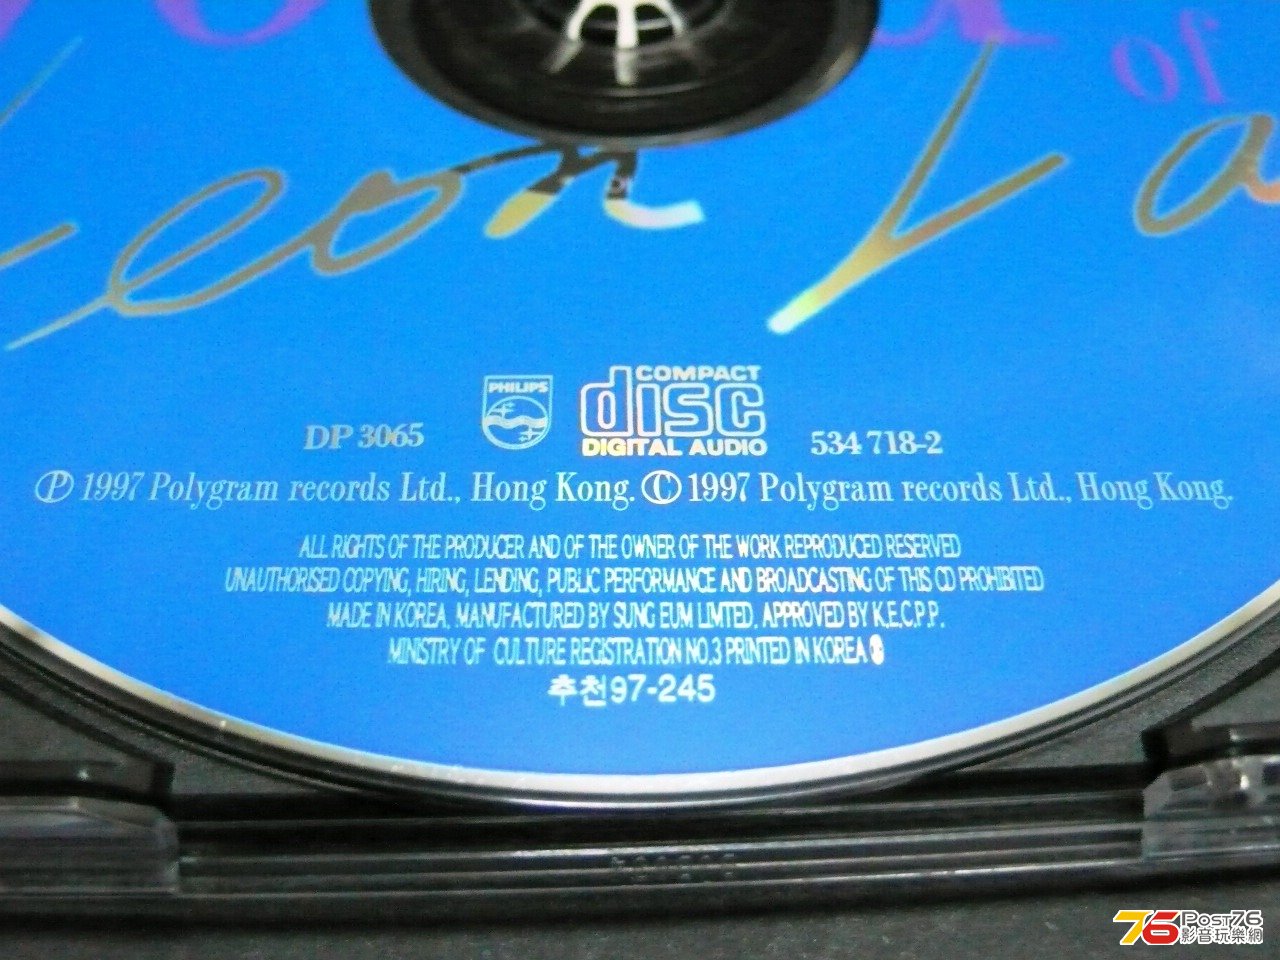 of
Leon La
PHILIPS
COMPACT
disc
DIGITAL AUDIO
DP 3065
534 718-2
Ⓟ 1997 Polygram records Ltd., Hong Kong. © 1997 Polygram records Ltd., Hong Kong.
ALL RIGHTS OF THE PRODUCER AND OF THE OWNER OF THE WORK REPRODUCED RESERVED
UNAUTHORISED COPYING, HIRING, LENDING, PUBLIC PERFORMANCE AND BROADCASTING OF THIS CD PROHIBITED
MADE IN KOREA. MANUFACTURED BY SUNG EUM LIMTED. APPROVED BY K.E.C.P.P.
MINISTRY OF CULTURE REGISTRATION NO.3 PRINTED IN KOREA
추천97-245
76 Post76
影音玩樂網